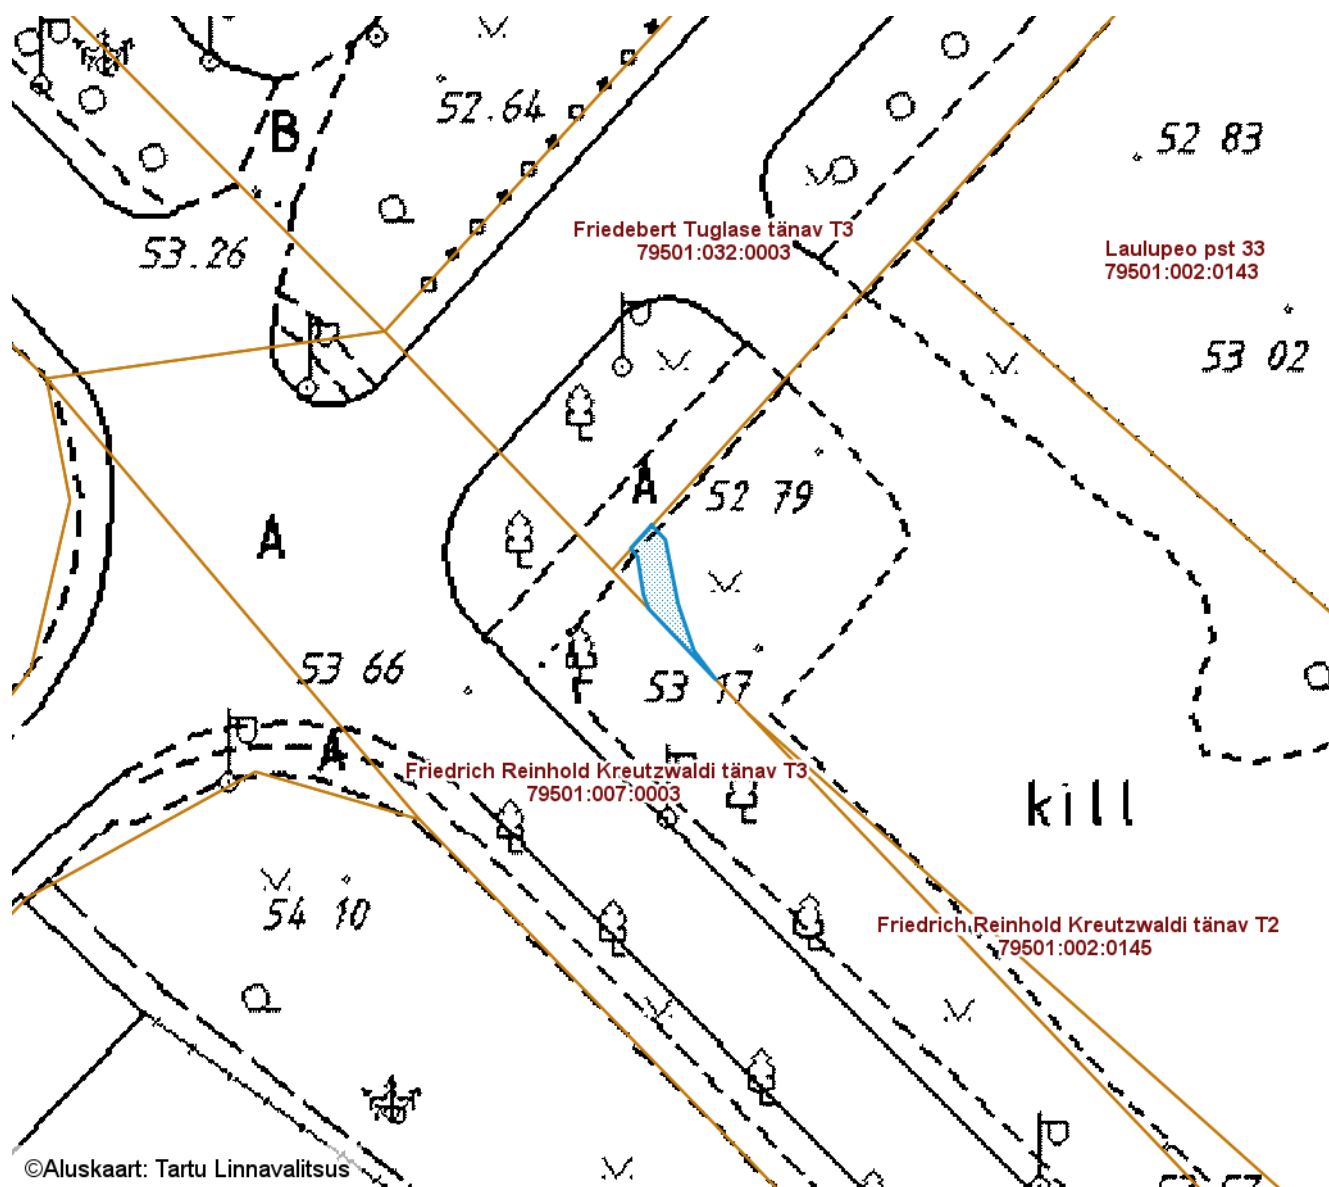 B
52.64
52 83
53.26
Friedebert Tuglase tänav T3
79501:032:0003
Laulupeo pst 33
79501:002:0143
53 02
A
52 79
A
53 66
53 17
A
Friedrich Reinhold Kreutzwaldi tänav T3
79501:007:0003
kill
54 10
Friedrich Reinhold Kreutzwaldi tänav T2
79501:002:0145
©Aluskaart: Tartu Linnavalitsus